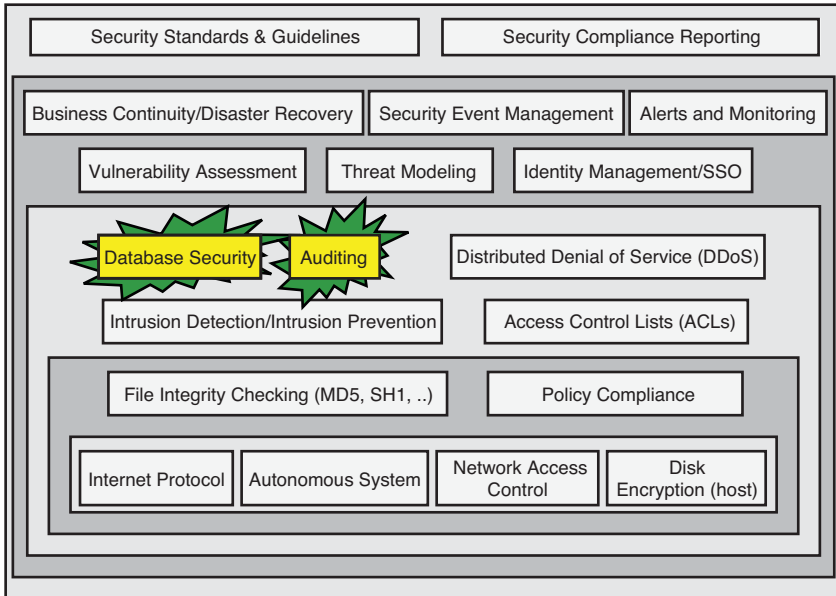 Security Standards & Guidelines
Security Compliance Reporting
Business Continuity/Disaster Recovery
Security Event Management
Alerts and Monitoring
Vulnerability Assessment
Threat Modeling
Identity Management/SSO
Database Security
Auditing
Distributed Denial of Service (DDoS)
Intrusion Detection/Intrusion Prevention
Access Control Lists (ACLs)
File Integrity Checking (MD5, SH1, ..)
Policy Compliance
Internet Protocol
Autonomous System
Network Access
Control
Disk
Encryption (host)